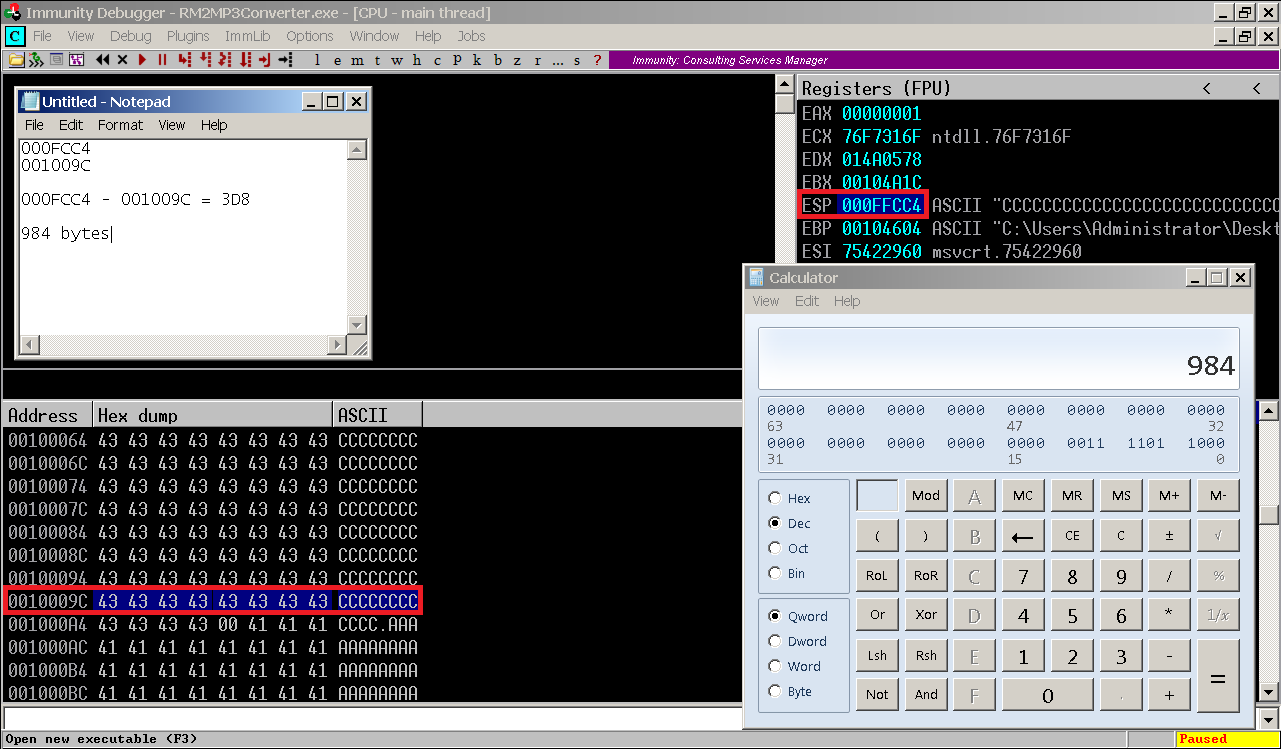 Immunity Debugger - RM2MP3Converter.exe - [CPU - main thread]
C File View Debug Plugins ImmLib Options Window Help Jobs
l e m t w h c P k b z r ... s ? Immunity: Consulting Services Manager
Untitled - Notepad
File Edit Format View Help
000FCC4
001009C
000FCC4 - 001009C = 3D8
984 bytes
Registers (FPU) < <
EAX 00000001
ECX 76F7316F ntdll.76F7316F
EDX 014A0578
EBX 00104A1C
ESP 000FFCC4 ASCII "CCCCCCCCCCCCCCCCCCCCCCCCCCCC
EBP 00104604 ASCII "C:\Users\Administrator\Deskt
ESI 75422960 msvcrt.75422960
Calculator
View Edit Help
984
0000 0000 0000 0000 0000 0000 0000 0000
63 47 32
0000 0000 0000 0000 0000 0011 1101 1000
31 15 0
Hex
Dec
Oct
Bin
Qword
Dword
Word
Byte
Mod A MC MR MS M+ M-
( ) B ← CE C ± √
RoL RoR C 7 8 9 / %
Or Xor D 4 5 6 * 1/x
Lsh Rsh E 1 2 3 - =
Not And F 0 . +
Address Hex dump ASCII
00100064 43 43 43 43 43 43 43 43 CCCCCCCC
0010006C 43 43 43 43 43 43 43 43 CCCCCCCC
00100074 43 43 43 43 43 43 43 43 CCCCCCCC
0010007C 43 43 43 43 43 43 43 43 CCCCCCCC
00100084 43 43 43 43 43 43 43 43 CCCCCCCC
0010008C 43 43 43 43 43 43 43 43 CCCCCCCC
00100094 43 43 43 43 43 43 43 43 CCCCCCCC
0010009C 43 43 43 43 43 43 43 43 CCCCCCCC
001000A4 43 43 43 43 00 41 41 41 CCCC.AAA
001000AC 41 41 41 41 41 41 41 41 AAAAAAAA
001000B4 41 41 41 41 41 41 41 41 AAAAAAAA
001000BC 41 41 41 41 41 41 41 41 AAAAAAAA
Open new executable (F3)
Paused